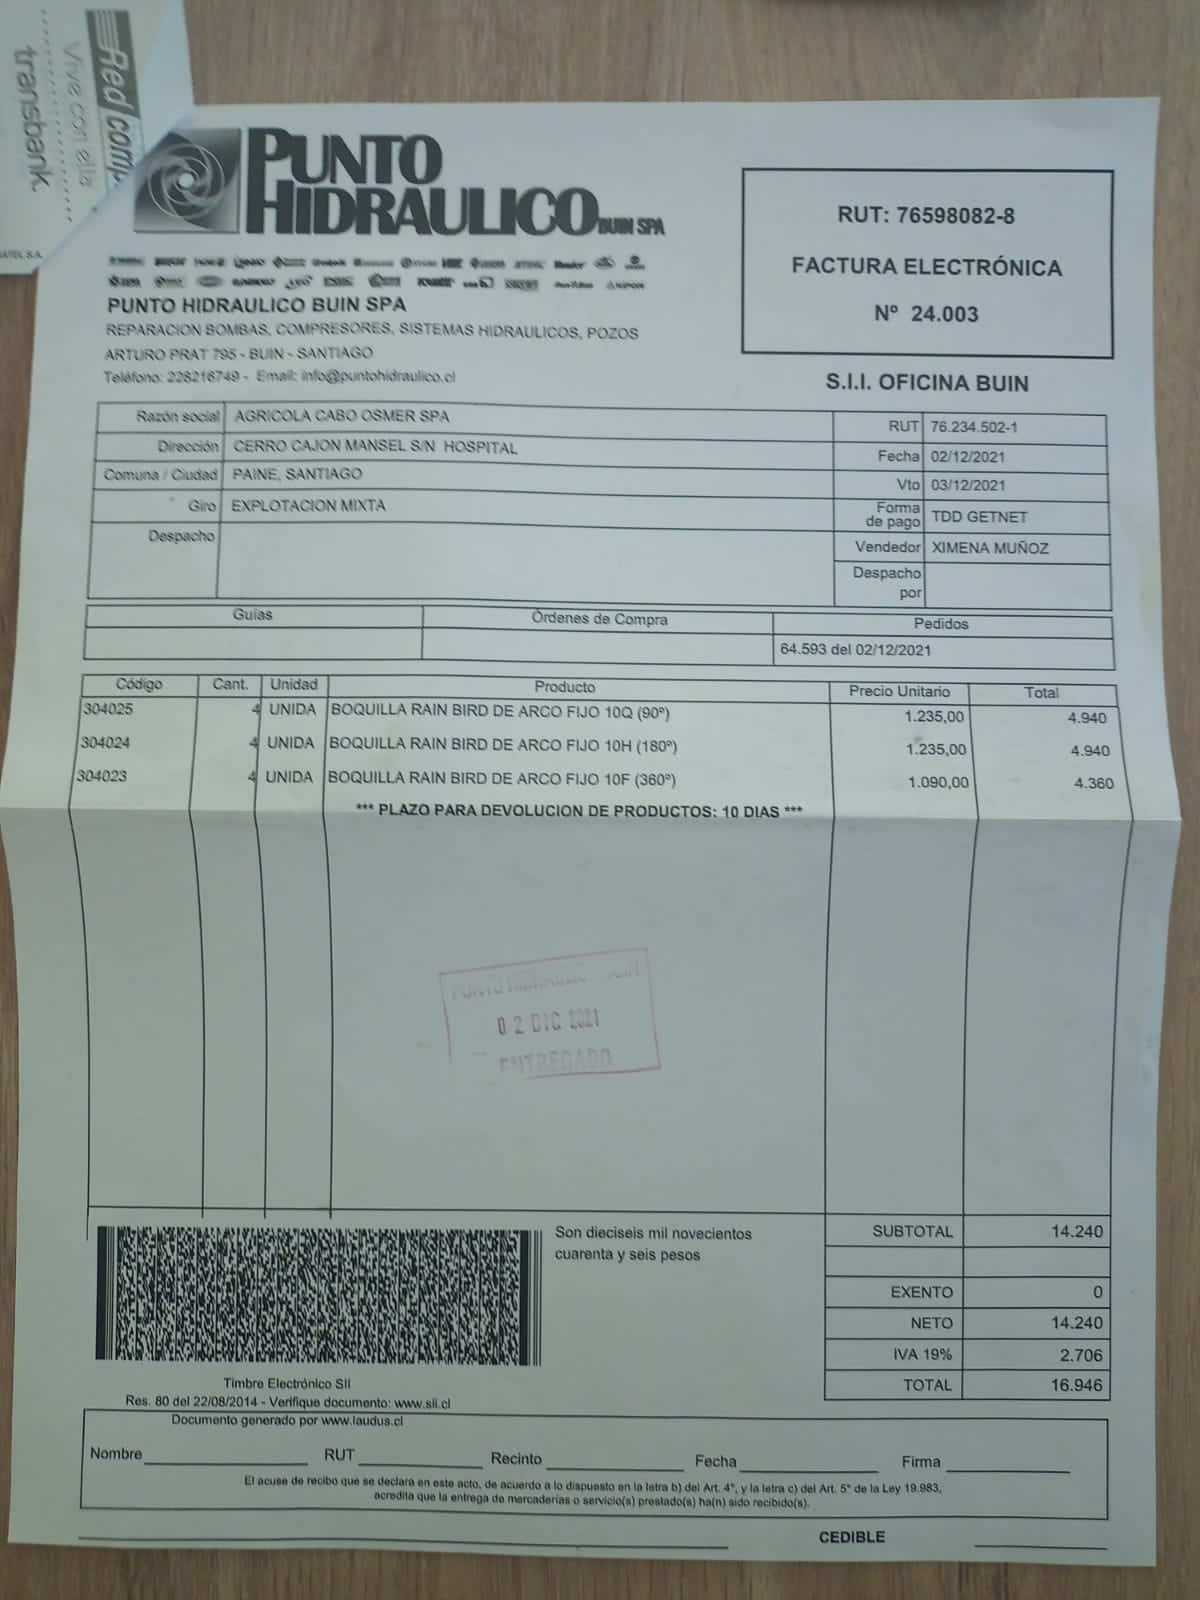 Red comp
Vive con ella
transbank.
PUNTO
HIDRAULICO BUIN SPA
RUT: 76598082-8
FACTURA ELECTRÓNICA
Nº 24.003
S.I.I. OFICINA BUIN
PUNTO HIDRAULICO BUIN SPA
REPARACION BOMBAS, COMPRESORES, SISTEMAS HIDRAULICOS, POZOS
ARTURO PRAT 795 - BUIN - SANTIAGO
Teléfono: 228216749 - Email: info@puntohidraulico.cl
Razón social AGRICOLA CABO OSMER SPA
Dirección CERRO CAJON MANSEL S/N HOSPITAL
Comuna / Ciudad PAINE, SANTIAGO
Giro EXPLOTACION MIXTA
Despacho
RUT 76.234.502-1
Fecha 02/12/2021
Vto 03/12/2021
Forma
de pago TDD GETNET
Vendedor XIMENA MUÑOZ
Despacho
por
Guías Órdenes de Compra Pedidos
64.593 del 02/12/2021
Código Cant. Unidad Producto Precio Unitario Total
304025 4 UNIDA BOQUILLA RAIN BIRD DE ARCO FIJO 10Q (90º) 1.235,00 4.940
304024 4 UNIDA BOQUILLA RAIN BIRD DE ARCO FIJO 10H (180º) 1.235,00 4.940
304023 4 UNIDA BOQUILLA RAIN BIRD DE ARCO FIJO 10F (360º) 1.090,00 4.360
*** PLAZO PARA DEVOLUCION DE PRODUCTOS: 10 DIAS ***
02 DIC 2021
ENTREGADO
Son dieciseis mil novecientos
cuarenta y seis pesos
SUBTOTAL 14.240
EXENTO 0
NETO 14.240
IVA 19% 2.706
TOTAL 16.946
Timbre Electrónico SII
Res. 80 del 22/08/2014 - Verifique documento: www.sii.cl
Documento generado por www.laudus.cl
Nombre RUT Recinto Fecha Firma
El acuse de recibo que se declara en este acto, de acuerdo a lo dispuesto en la letra b) del Art. 4°, y la letra c) del Art. 5° de la Ley 19.983,
acredita que la entrega de mercaderías o servicio(s) prestado(s) ha(n) sido recibido(s).
CEDIBLE